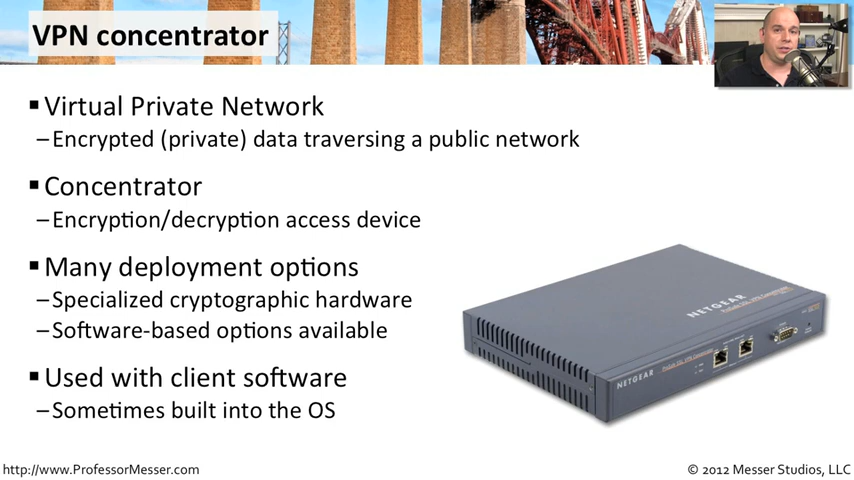 VPN concentrator
▪Virtual Private Network
–Encrypted (private) data traversing a public network
▪Concentrator
–Encryption/decryption access device
▪Many deployment options
–Specialized cryptographic hardware
–Software-based options available
▪Used with client software
–Sometimes built into the OS
NETGEAR
NETGEAR
http://www.ProfessorMesser.com
© 2012 Messer Studios, LLC